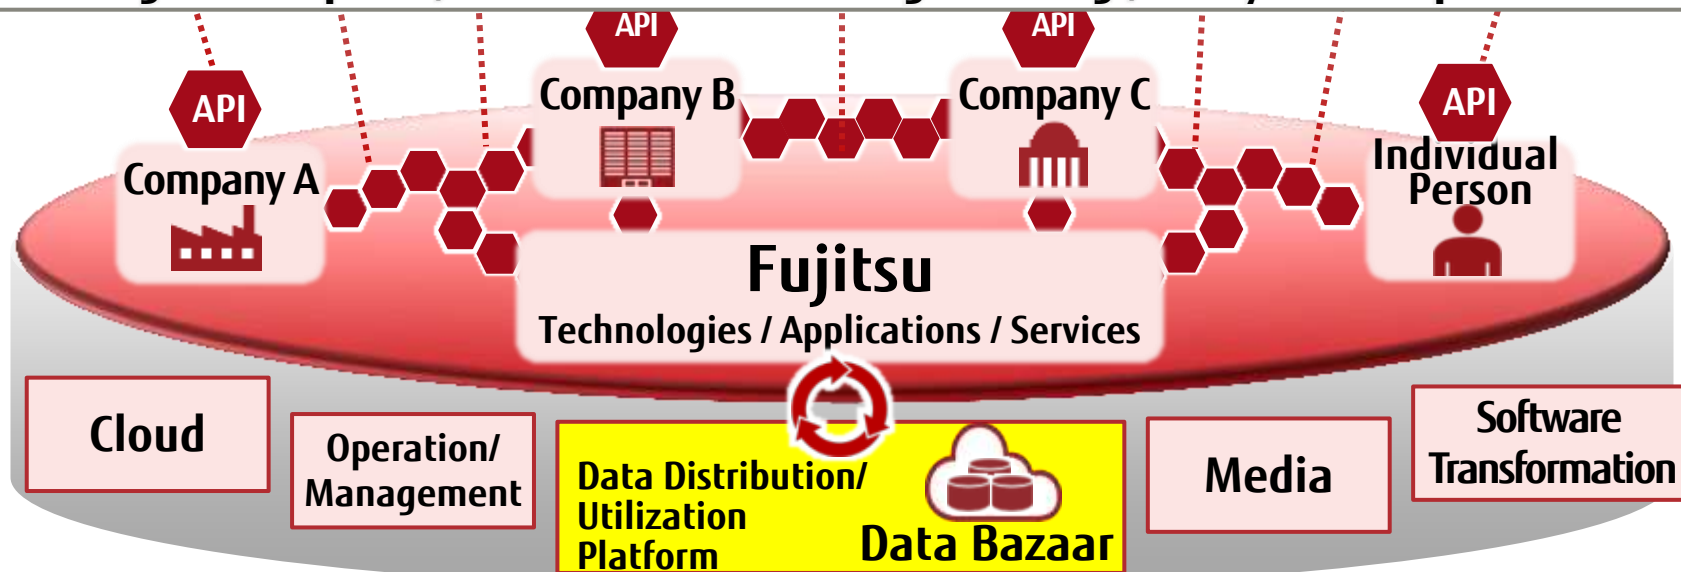 API
API
Company B
Company C
API
API
Company A
Individual
Person
Fujitsu
Technologies / Applications / Services
Cloud
Operation/
Management
Data Distribution/
Utilization
Platform
Data Bazaar
Media
Software
Transformation